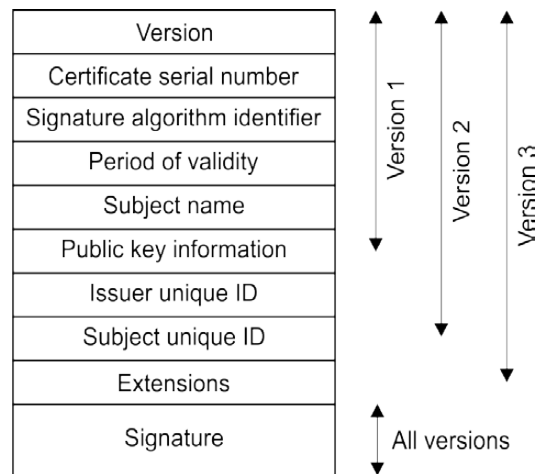 Version
Certificate serial number
Signature algorithm identifier
Period of validity
Subject name
Public key information
Issuer unique ID
Subject unique ID
Extensions
Signature
Version 1
Version 2
Version 3
All versions